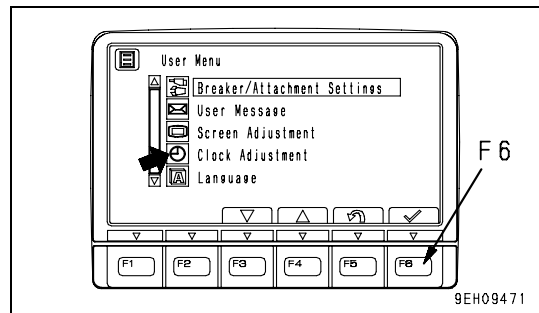 User Menu
Breaker/Attachment Settings
User Message
Screen Adjustment
Clock Adjustment
A Language
F6
F1 F2 F3 F4 F5 F6
9EH09471